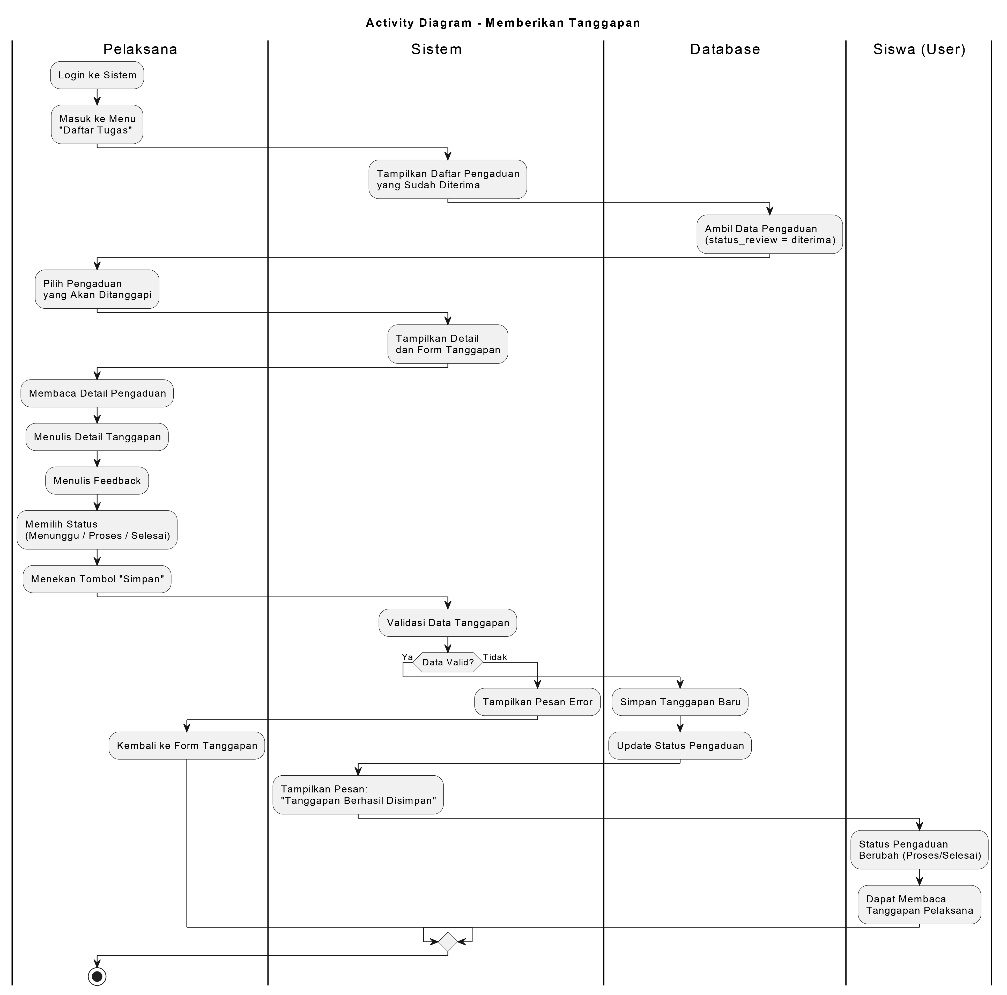 Activity Diagram - Memberikan Tanggapan
Pelaksana
Sistem
Database
Siswa (User)
Login ke Sistem
Masuk ke Menu
"Daftar Tugas"
Tampilkan Daftar Pengaduan
yang Sudah Diterima
Ambil Data Pengaduan
(status_review = diterima)
Pilih Pengaduan
yang Akan Ditanggapi
Tampilkan Detail
dan Form Tanggapan
Membaca Detail Pengaduan
Menulis Detail Tanggapan
Menulis Feedback
Memilih Status
(Menunggu / Proses / Selesai)
Menekan Tombol "Simpan"
Validasi Data Tanggapan
Ya
Data Valid?
Tidak
Tampilkan Pesan Error
Simpan Tanggapan Baru
Kembali ke Form Tanggapan
Update Status Pengaduan
Tampilkan Pesan:
"Tanggapan Berhasil Disimpan"
Status Pengaduan
Berubah (Proses/Selesai)
Dapat Membaca
Tanggapan Pelaksana